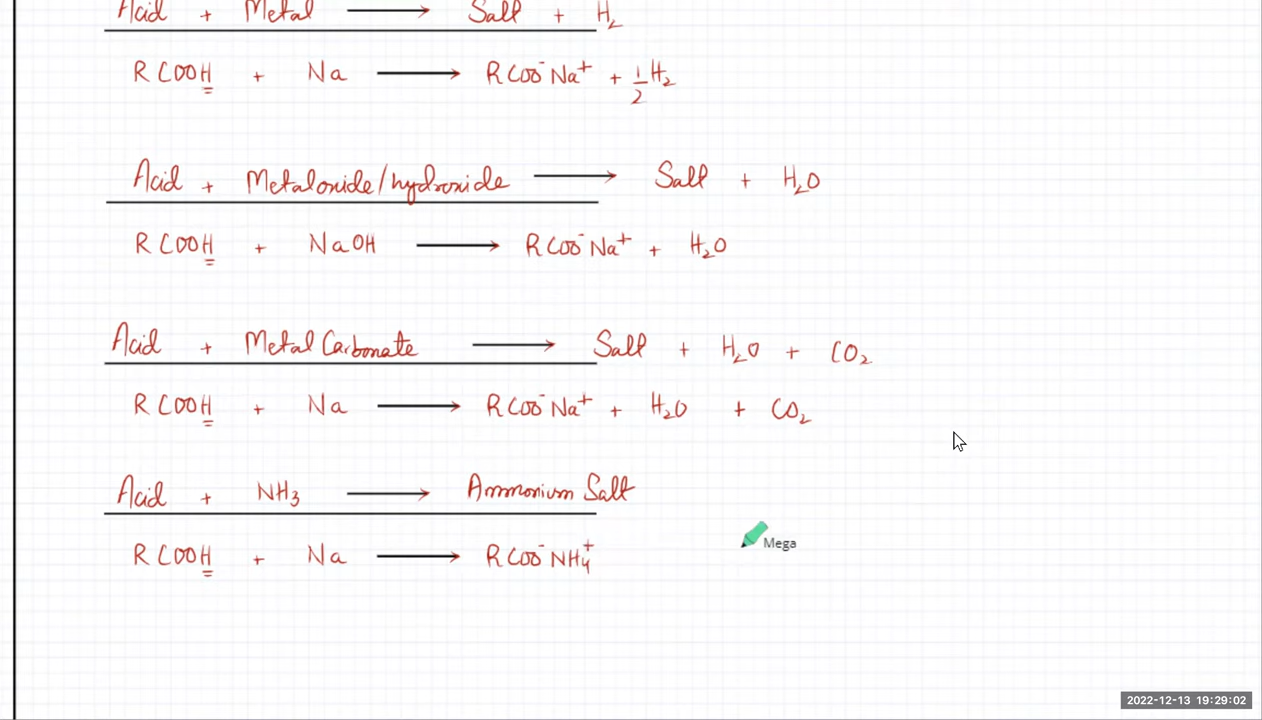 Acid + Metal ⟶ Salt + H₂
RCOOH + Na ⟶ RCOO⁻Na⁺ + ½H₂
Acid + Metaloxide/hydroxide ⟶ Salt + H₂O
RCOOH + NaOH ⟶ RCOO⁻Na⁺ + H₂O
Acid + Metal Carbonate ⟶ Salt + H₂O + CO₂
RCOOH + Na ⟶ RCOO⁻Na⁺ + H₂O + CO₂
Acid + NH₃ ⟶ Ammonium Salt
RCOOH + Na ⟶ RCOO⁻NH₄⁺
Mega
2022-12-13 19:29:02